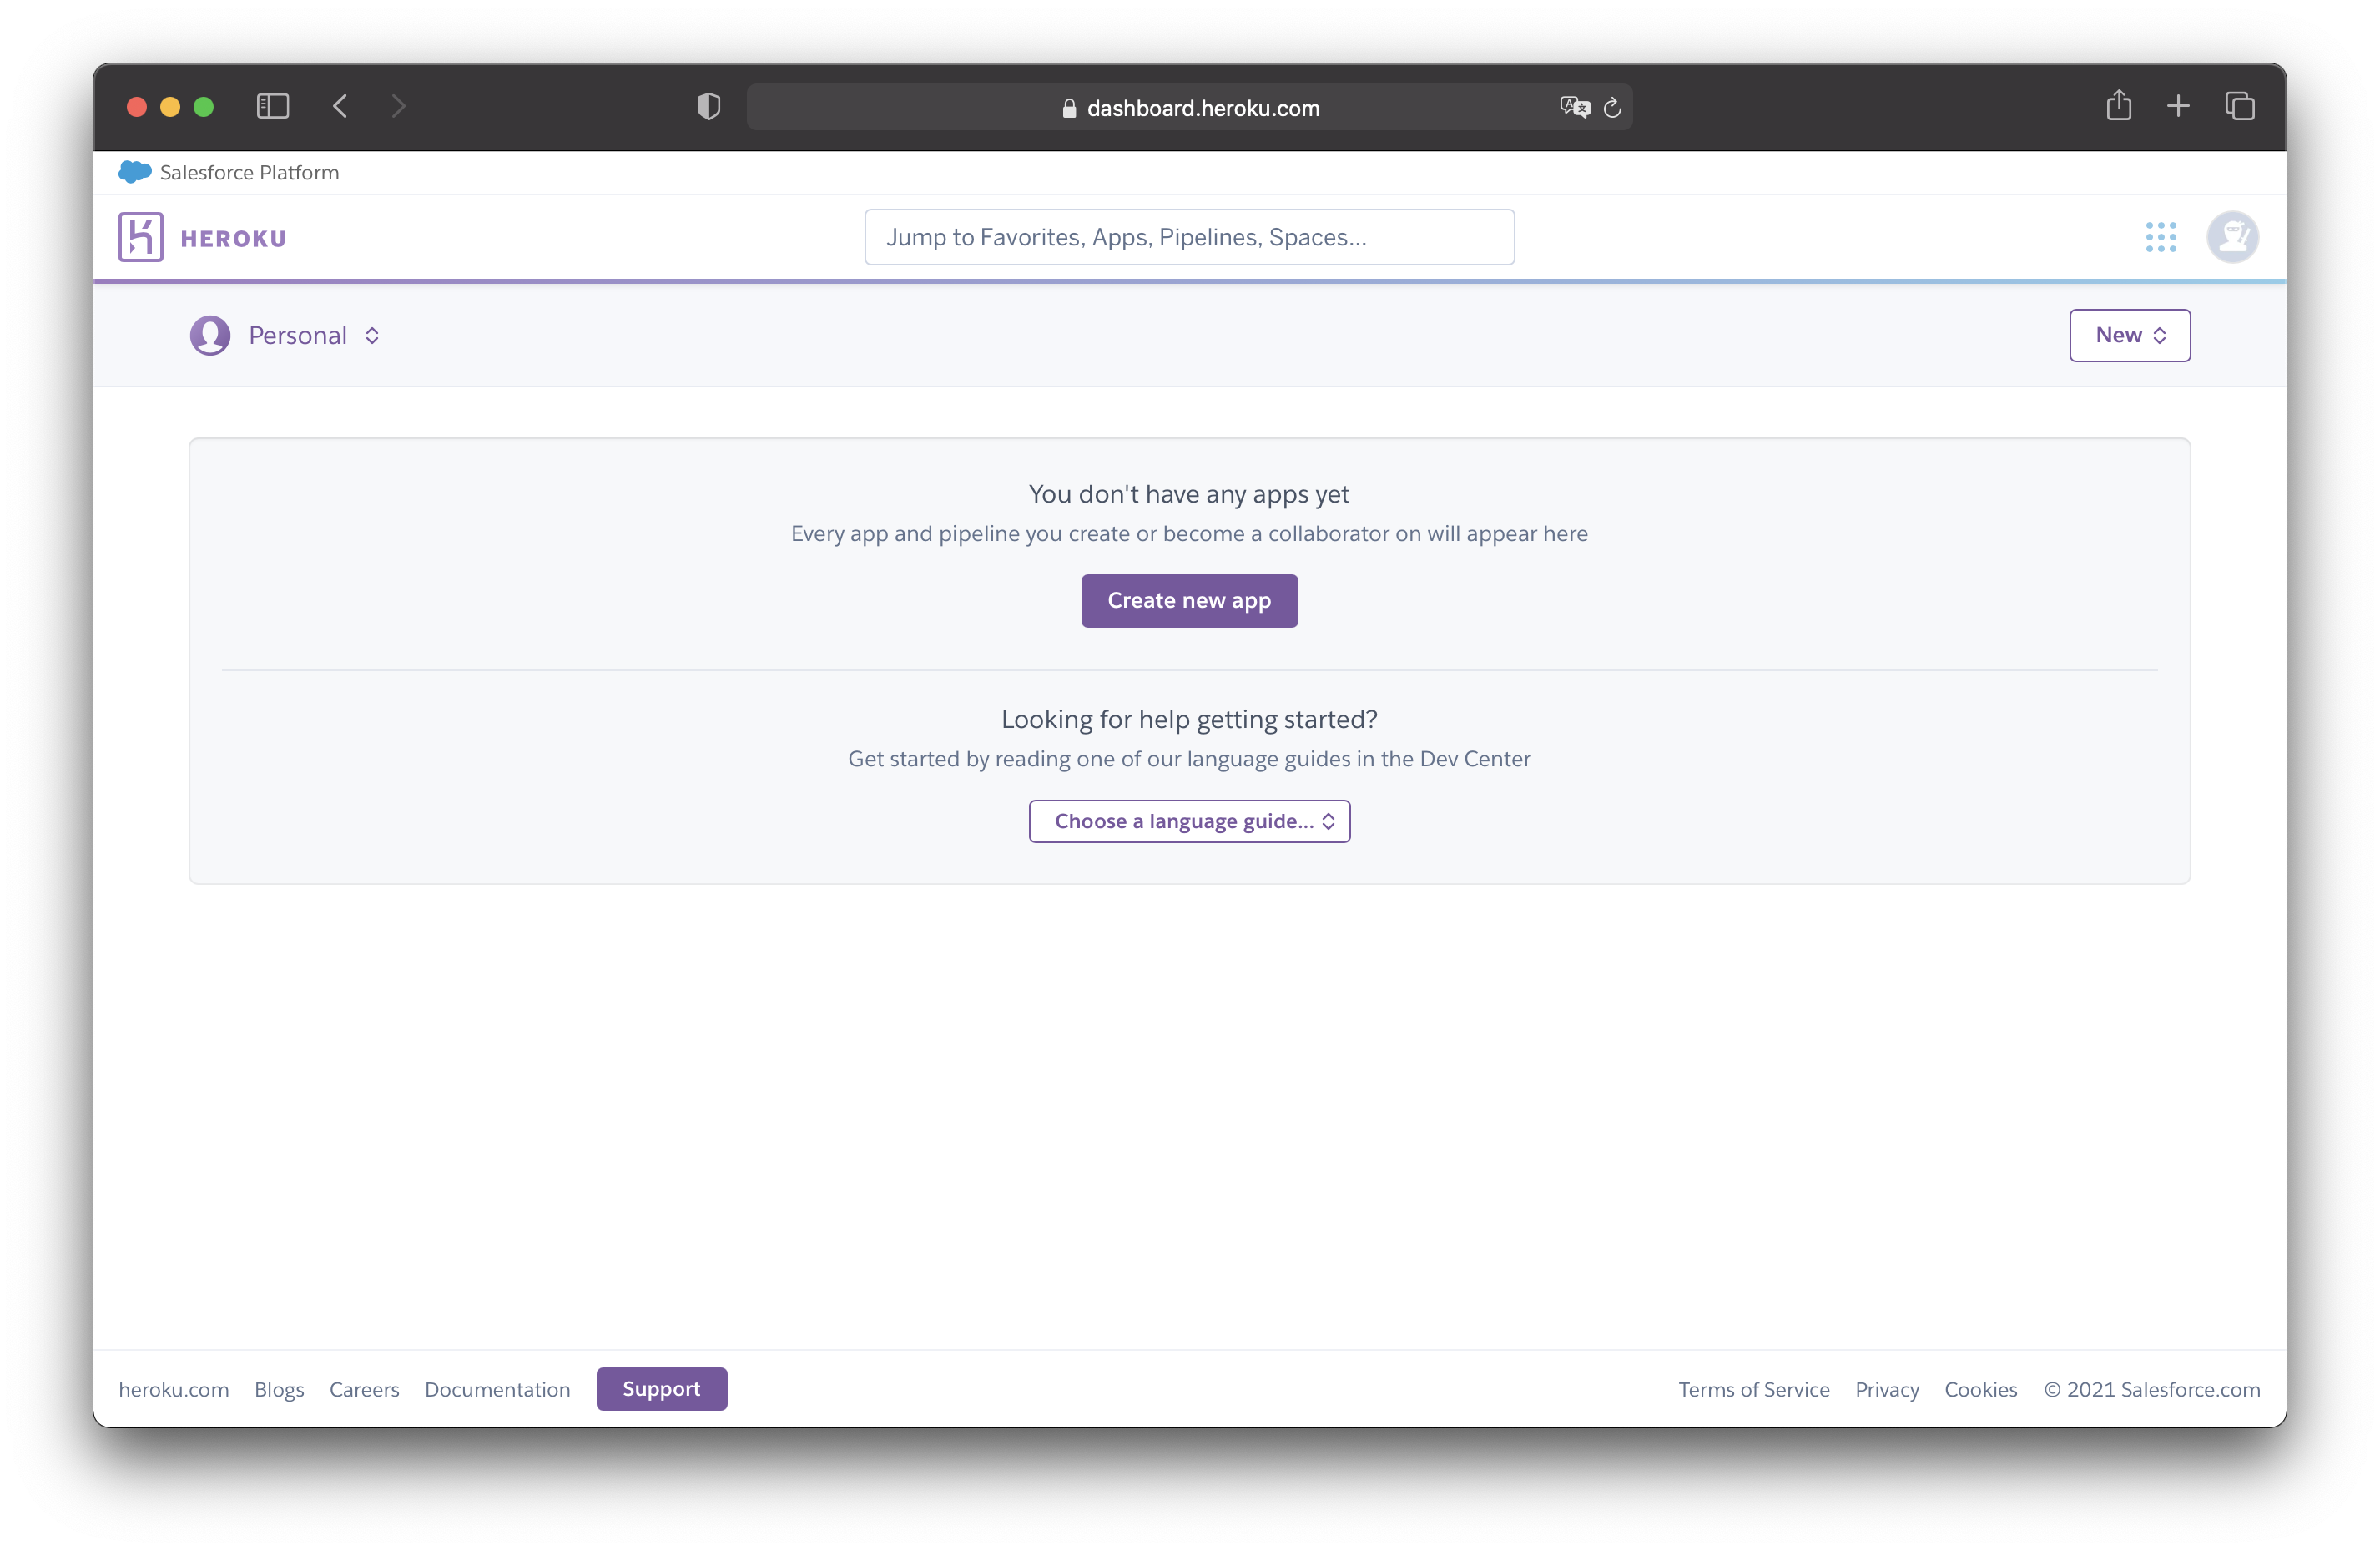 dashboard.heroku.com
Salesforce Platform
HEROKU
Jump to Favorites, Apps, Pipelines, Spaces...
Personal
New
You don't have any apps yet
Every app and pipeline you create or become a collaborator on will appear here
Create new app
Looking for help getting started?
Get started by reading one of our language guides in the Dev Center
Choose a language guide...
heroku.com Blogs Careers Documentation Support Terms of Service Privacy Cookies © 2021 Salesforce.com